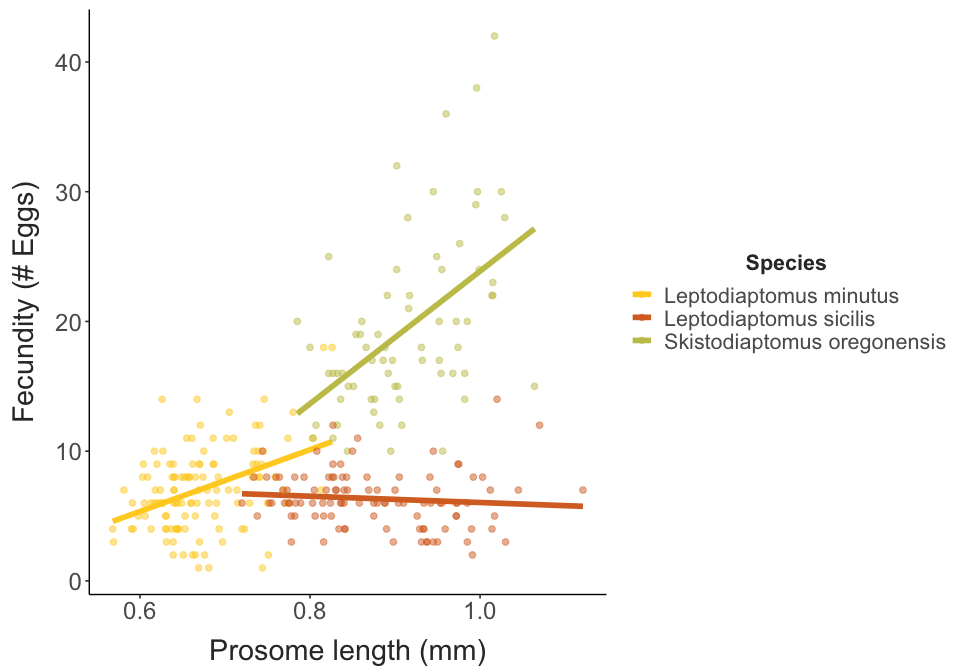 40
30
20
10
0
Fecundity (# Eggs)
0.6
0.8
1.0
Prosome length (mm)
Species
Leptodiaptomus minutus
Leptodiaptomus sicilis
Skistodiaptomus oregonensis